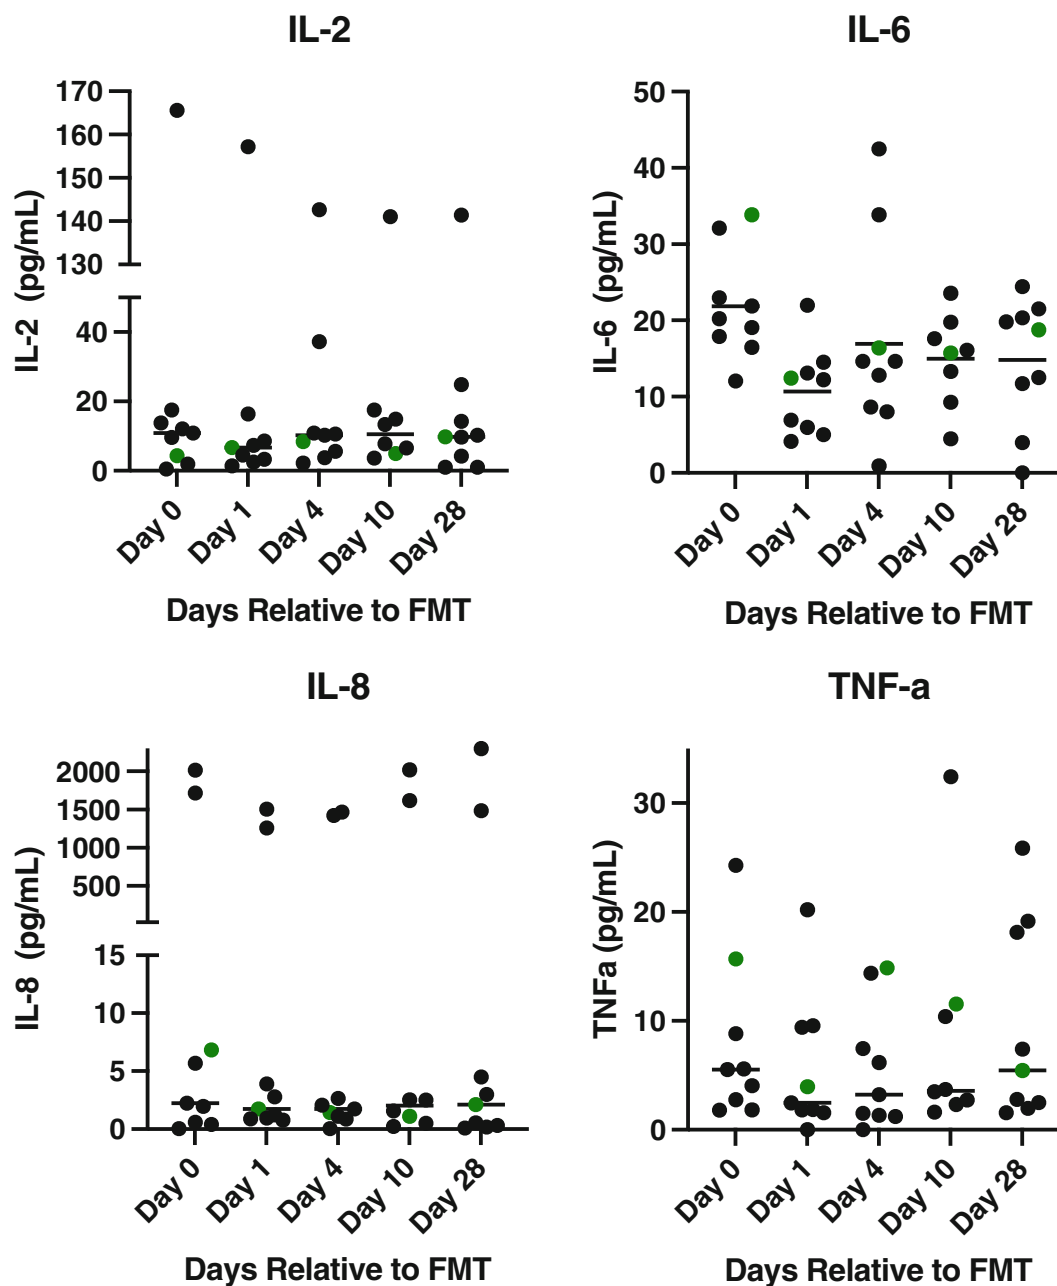 IL-2
IL-2 (pg/mL)
170
160
150
140
130
40
20
0
Day 0
Day 1
Day 4
Day 10
Day 28
Days Relative to FMT
IL-6
IL-6 (pg/mL)
50
40
30
20
10
0
Day 0
Day 1
Day 4
Day 10
Day 28
Days Relative to FMT
IL-8
IL-8 (pg/mL)
2000
1500
1000
500
15
10
5
0
Day 0
Day 1
Day 4
Day 10
Day 28
Days Relative to FMT
TNF-a
TNFa (pg/mL)
30
20
10
0
Day 0
Day 1
Day 4
Day 10
Day 28
Days Relative to FMT